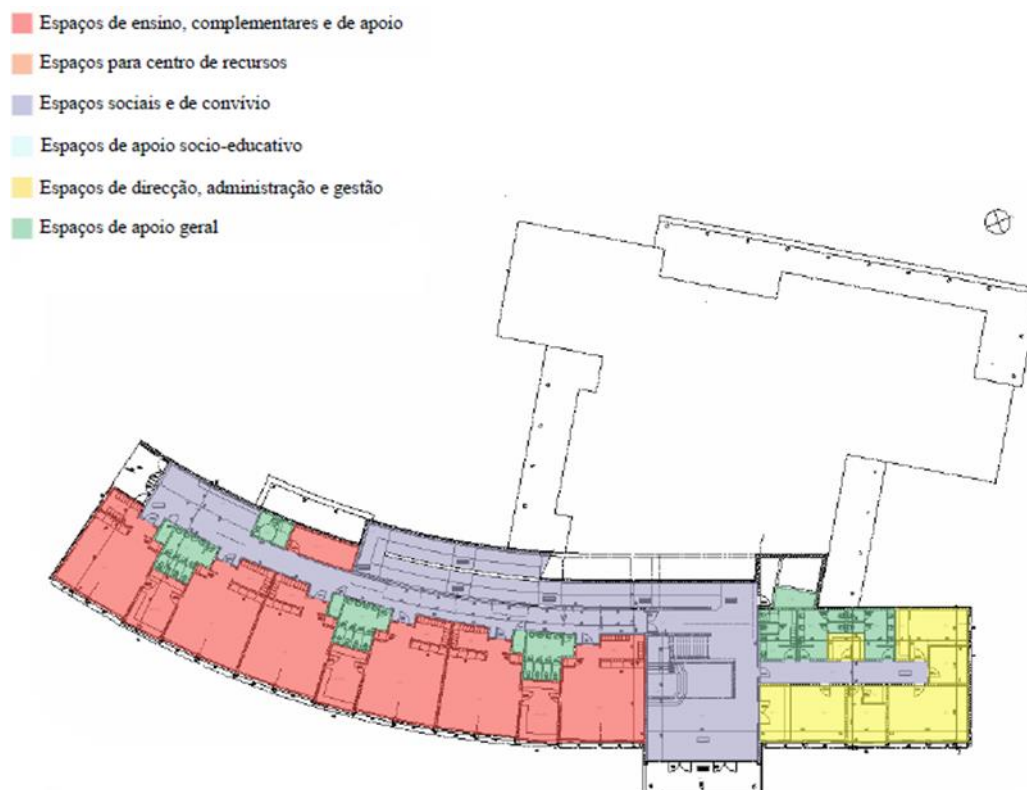 Espaços de ensino, complementares e de apoio
Espaços para centro de recursos
Espaços sociais e de convívio
Espaços de apoio socio-educativo
Espaços de direcção, administração e gestão
Espaços de apoio geral